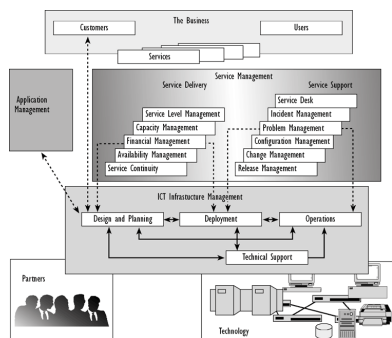 The Business
Customers
Users
Services
Service Management
Service Delivery
Service Support
Application
Management
Service Level Management
Capacity Management
Financial Management
Availability Management
Service Continuity
Service Desk
Incident Management
Problem Management
Configuration Management
Change Management
Release Management
ICT Infrastucture Management
Design and Planning
Deployment
Operations
Technical Support
Partners
Technology